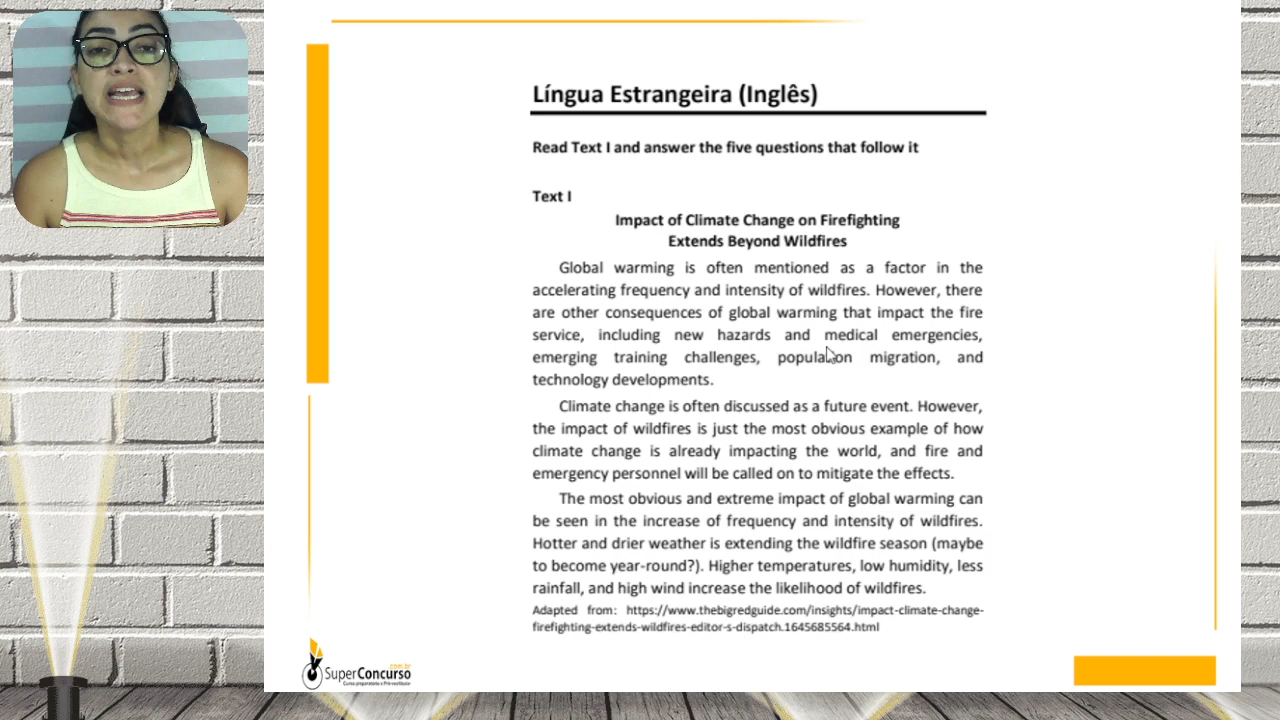 Língua Estrangeira (Inglês)
Read Text I and answer the five questions that follow it
Text I
Impact of Climate Change on Firefighting
Extends Beyond Wildfires
Global warming is often mentioned as a factor in the
accelerating frequency and intensity of wildfires. However, there
are other consequences of global warming that impact the fire
service, including new hazards and medical emergencies,
emerging training challenges, population migration, and
technology developments.
Climate change is often discussed as a future event. However,
the impact of wildfires is just the most obvious example of how
climate change is already impacting the world, and fire and
emergency personnel will be called on to mitigate the effects.
The most obvious and extreme impact of global warming can
be seen in the increase of frequency and intensity of wildfires.
Hotter and drier weather is extending the wildfire season (maybe
to become year-round?). Higher temperatures, low humidity, less
rainfall, and high wind increase the likelihood of wildfires.
Adapted from: https://www.thebigredguide.com/insights/impact-climate-change-
firefighting-extends-wildfires-editor-s-dispatch.1645685564.html
.com.br
SuperConcurso
Curso preparatório e Pré-vestibular